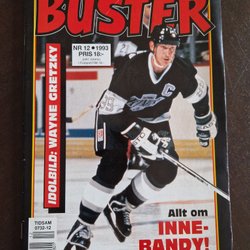 BUSTER
NR 12 • 1993
PRIS 18:-
IDOLBILD: WAYNE GRETZKY
Allt om
INNE-
BANDY!
TIDSAM
0732-12